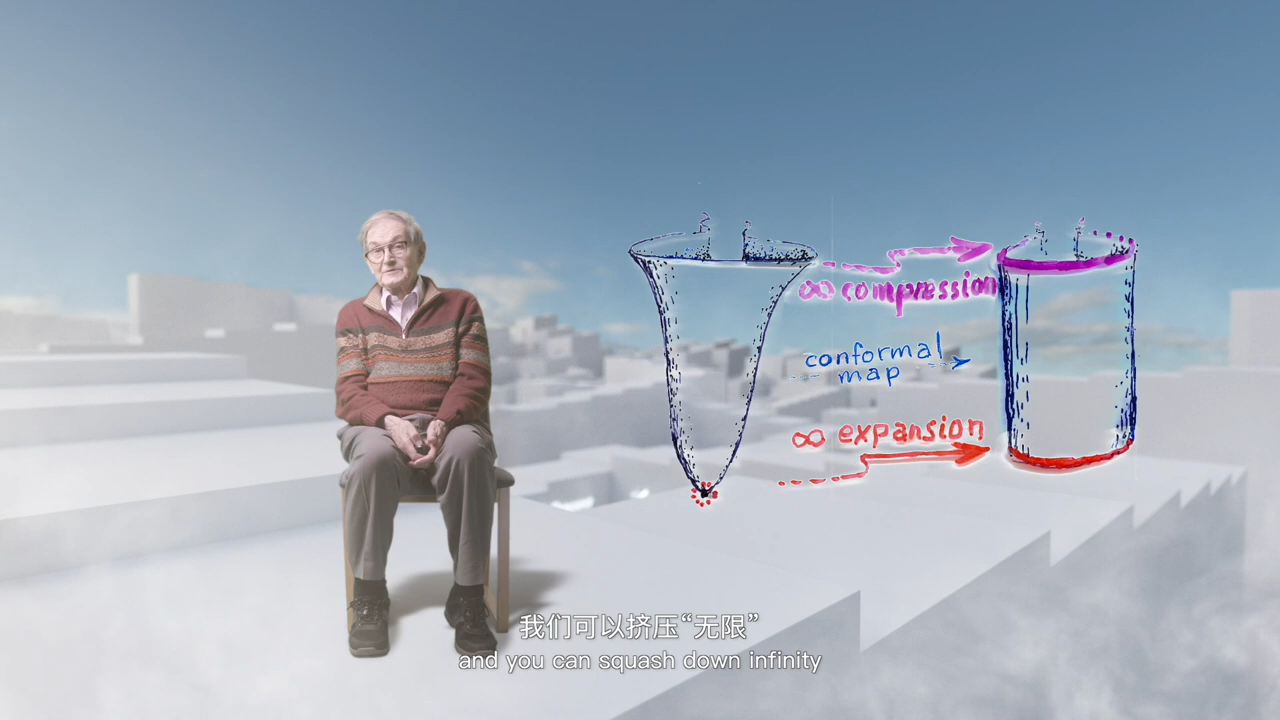 ∞ compression
conformal
map
∞ expansion
我们可以挤压“无限”
and you can squash down infinity